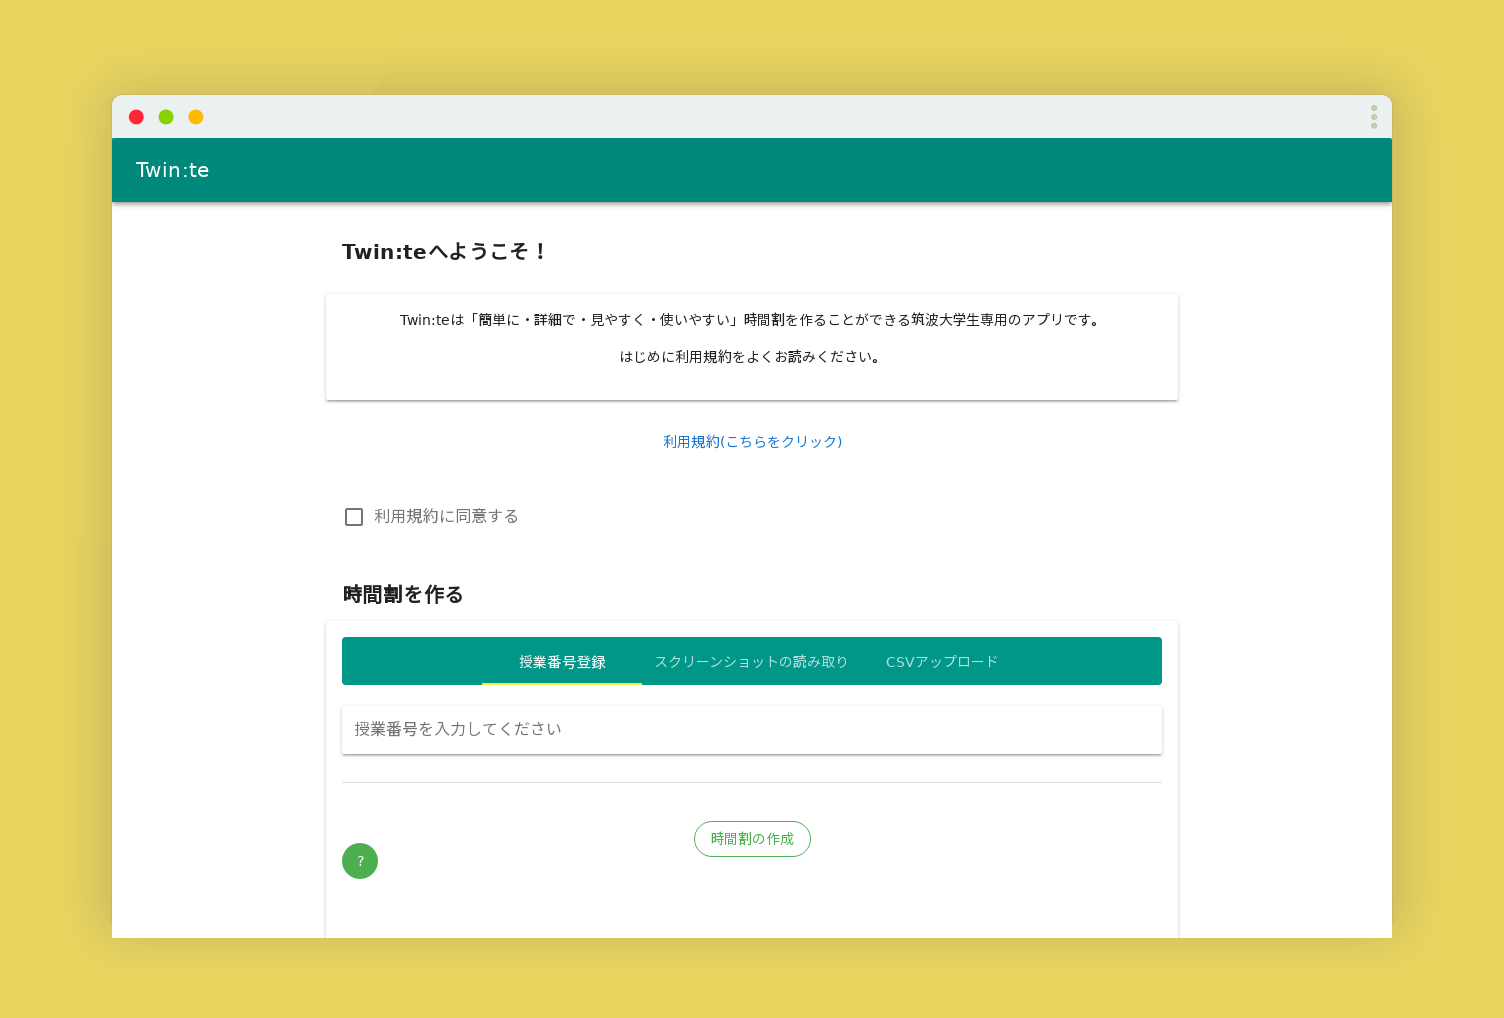 Twin:te
Twin:teへようこそ！
Twin:teは「簡単に・詳細で・見やすく・使いやすい」時間割を作ることができる筑波大学生専用のアプリです。
はじめに利用規約をよくお読みください。
利用規約(こちらをクリック)
利用規約に同意する
時間割を作る
授業番号登録 スクリーンショットの読み取り CSVアップロード
授業番号を入力してください
時間割の作成
?